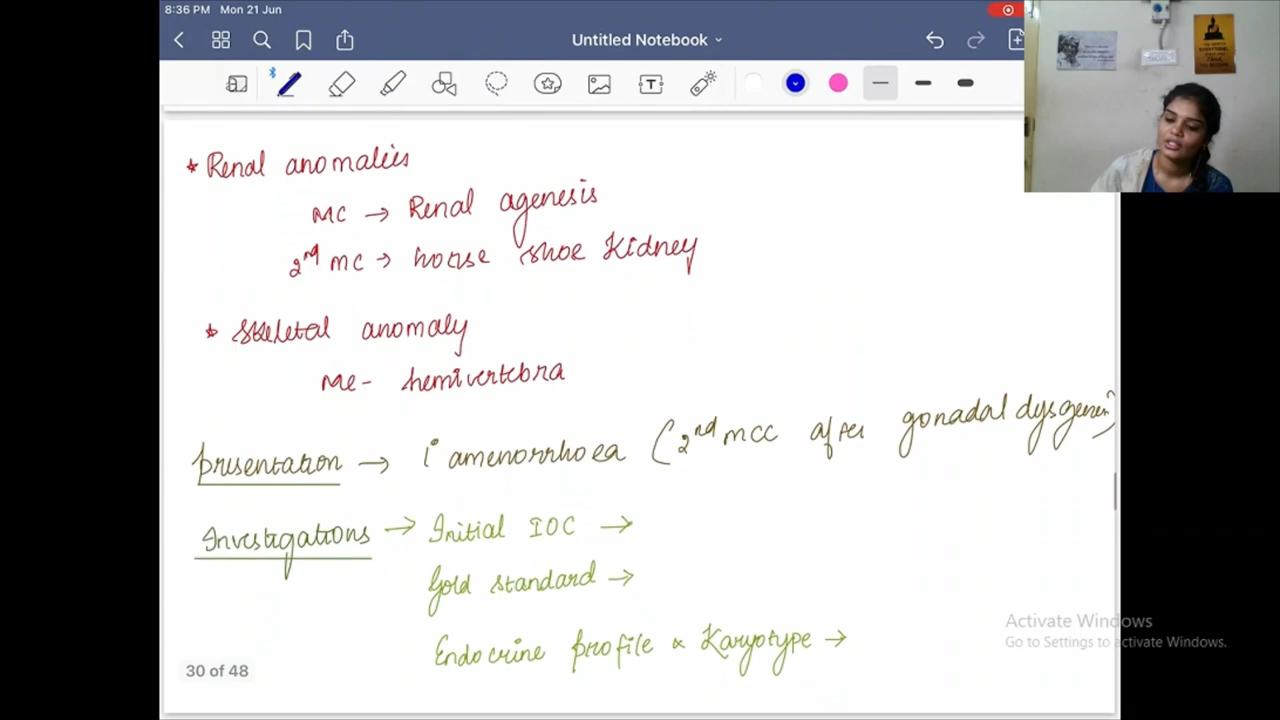 8:36 PM Mon 21 Jun
Untitled Notebook
* Renal anomalies
MC → Renal agenesis
2nd MC → horse shoe Kidney
* Skeletal anomaly
MC - hemivertebra
Presentation → i° amenorrhoea (2nd MCC after gonadal dysgenesis)
Investigations → Initial IOC →
Gold standard →
Endocrine profile & Karyotype →
Activate Windows
Go to Settings to activate Windows.
30 of 48